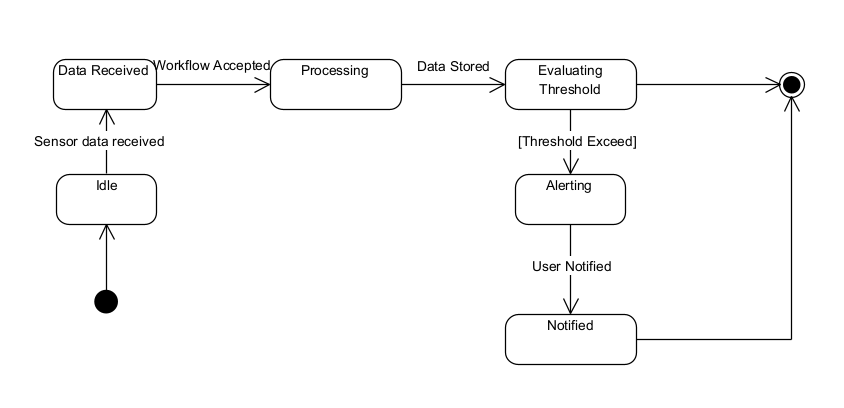 Data Received
Workflow Accepted
Processing
Data Stored
Evaluating
Threshold
Sensor data received
[Threshold Exceed]
Idle
Alerting
User Notified
Notified